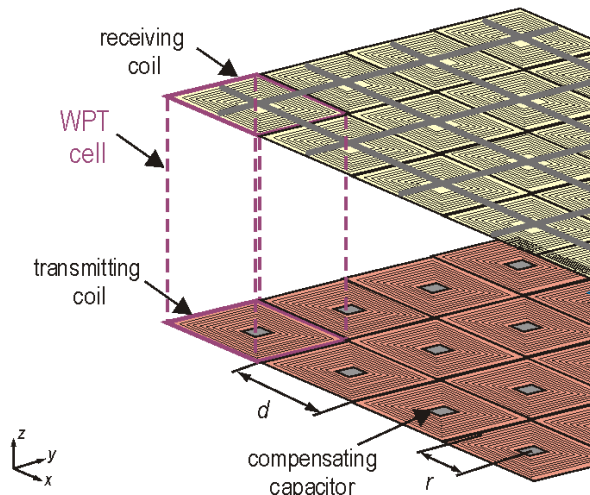 receiving
coil
WPT
cell
transmitting
coil
d
compensating
capacitor
r
z
y
x